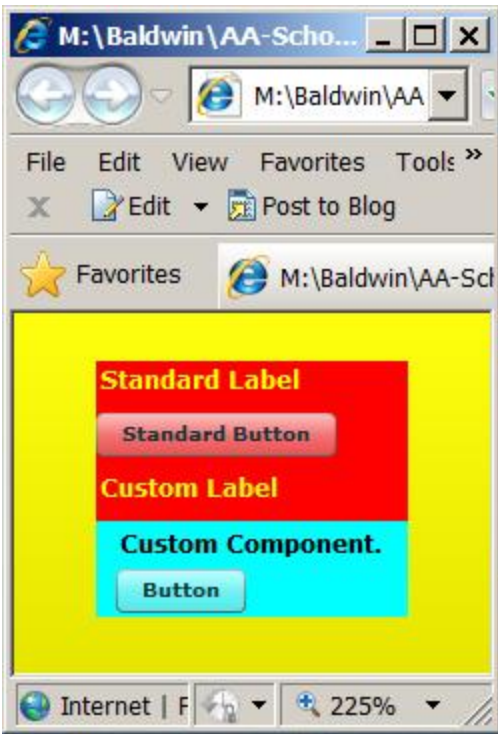 M:\Baldwin\AA-Scho...
M:\Baldwin\AA
File Edit View Favorites Tools »
X Edit Post to Blog
Favorites M:\Baldwin\AA-Sch
Standard Label
Standard Button
Custom Label
Custom Component.
Button
Internet | F 225%